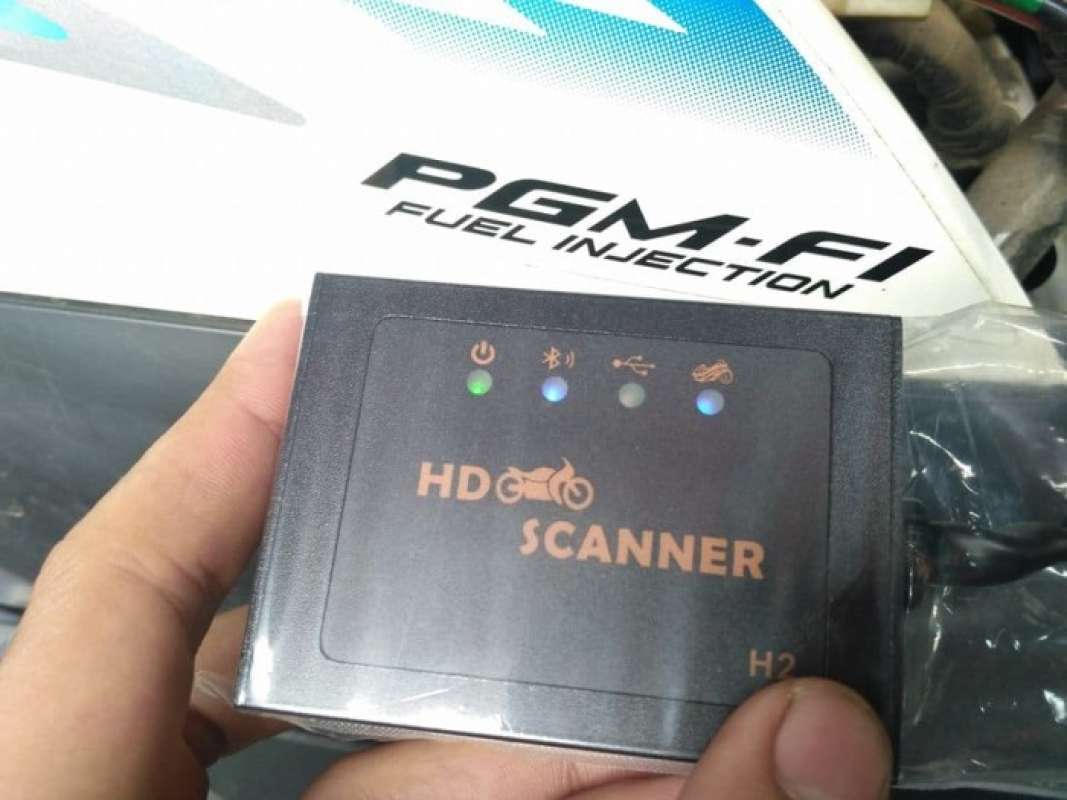 PGM-FI
FUEL INJECTION
HD
SCANNER
H2